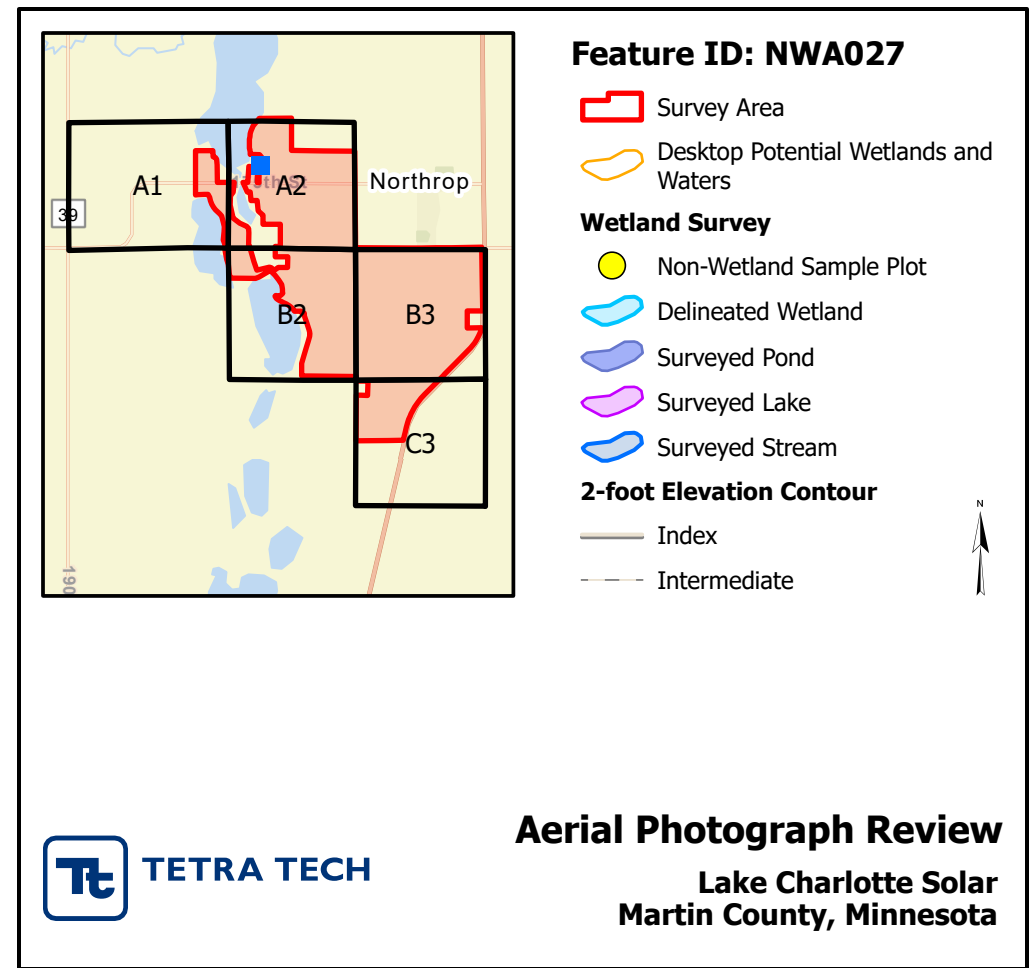 Feature ID: NWA027
Survey Area
Desktop Potential Wetlands and
Waters
Wetland Survey
Non-Wetland Sample Plot
Delineated Wetland
Surveyed Pond
Surveyed Lake
Surveyed Stream
2-foot Elevation Contour
Index
Intermediate
N
A1
A2
Northrop
39
B2
B3
C3
190
Tt TETRA TECH
Aerial Photograph Review
Lake Charlotte Solar
Martin County, Minnesota